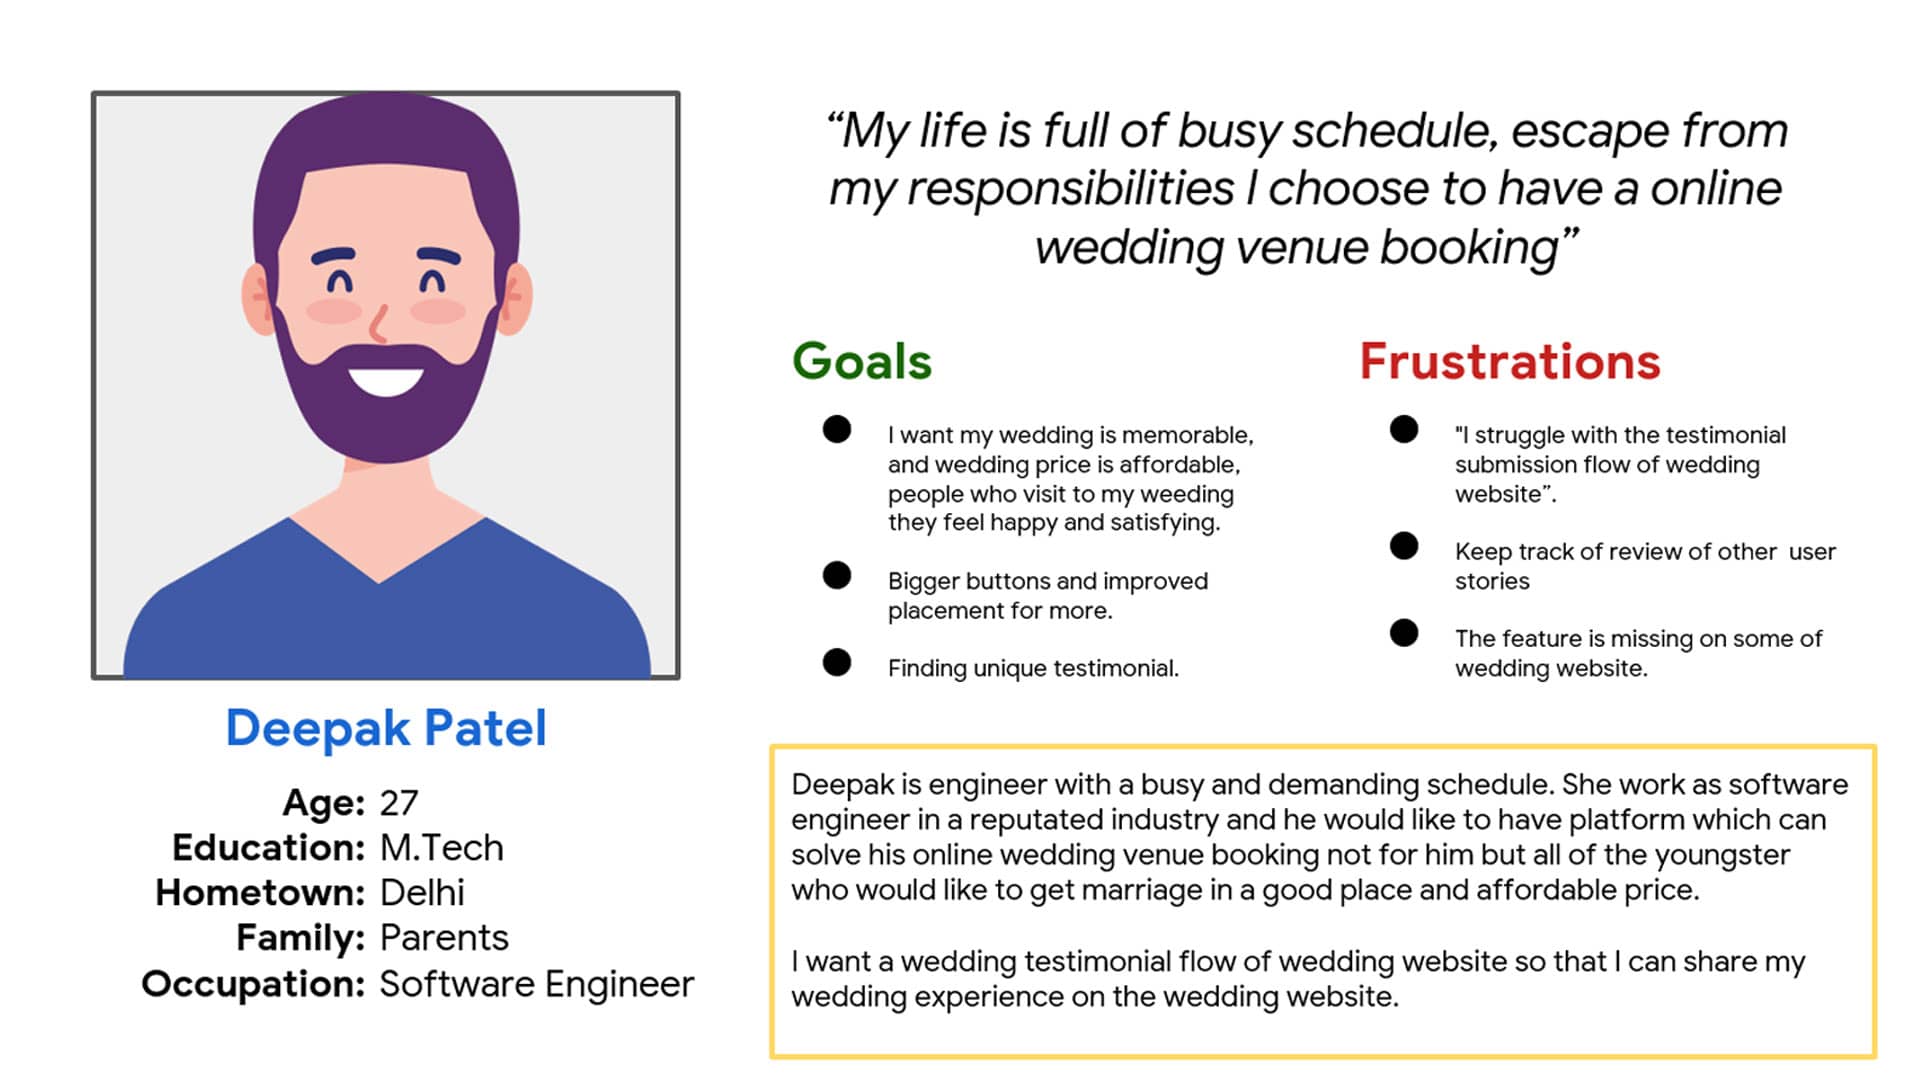 “My life is full of busy schedule, escape from
my responsibilities I choose to have a online
wedding venue booking”
Goals
I want my wedding is memorable,
and wedding price is affordable,
people who visit to my weeding
they feel happy and satisfying.
Bigger buttons and improved
placement for more.
Finding unique testimonial.
Frustrations
"I struggle with the testimonial
submission flow of wedding
website”.
Keep track of review of other  user
stories
The feature is missing on some of
wedding website.
Deepak Patel
Age: 27
Education: M.Tech
Hometown: Delhi
Family: Parents
Occupation: Software Engineer
Deepak is engineer with a busy and demanding schedule. She work as software
engineer in a reputated industry and he would like to have platform which can
solve his online wedding venue booking not for him but all of the youngster
who would like to get marriage in a good place and affordable price.
I want a wedding testimonial flow of wedding website so that I can share my
wedding experience on the wedding website.